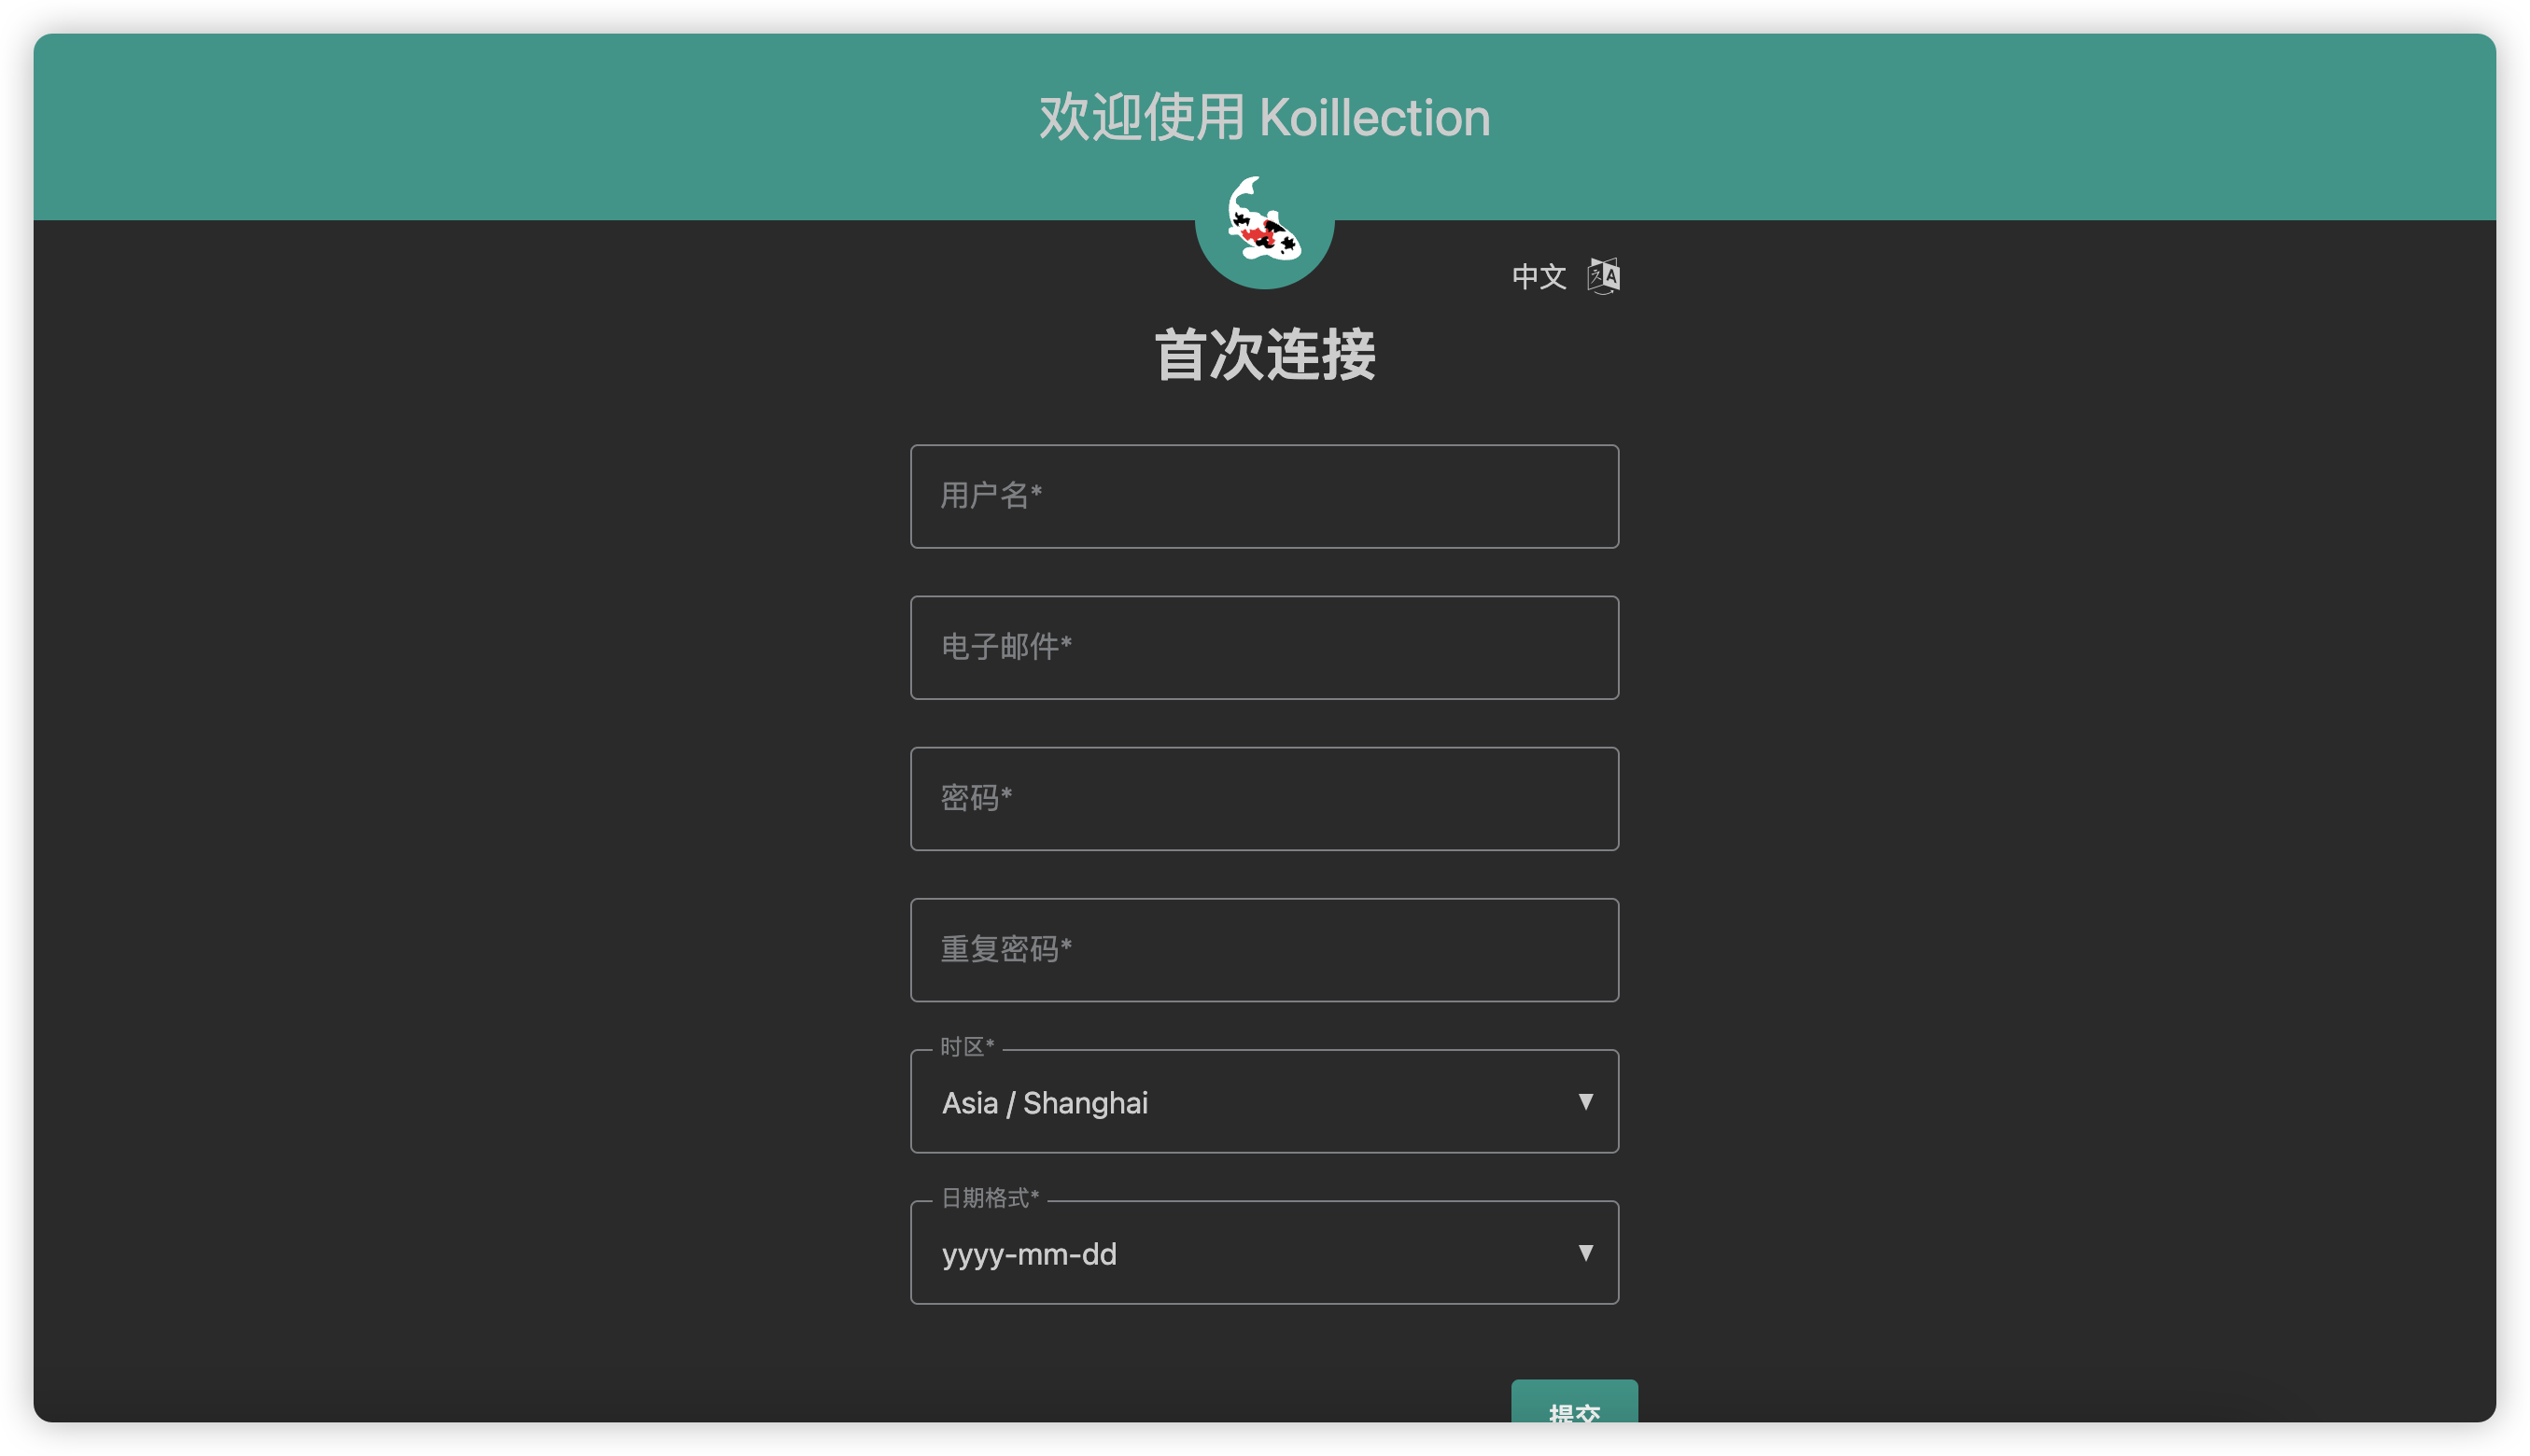 欢迎使用 Koillection
中文
首次连接
用户名*
电子邮件*
密码*
重复密码*
时区*
Asia / Shanghai
日期格式*
yyyy-mm-dd
提交